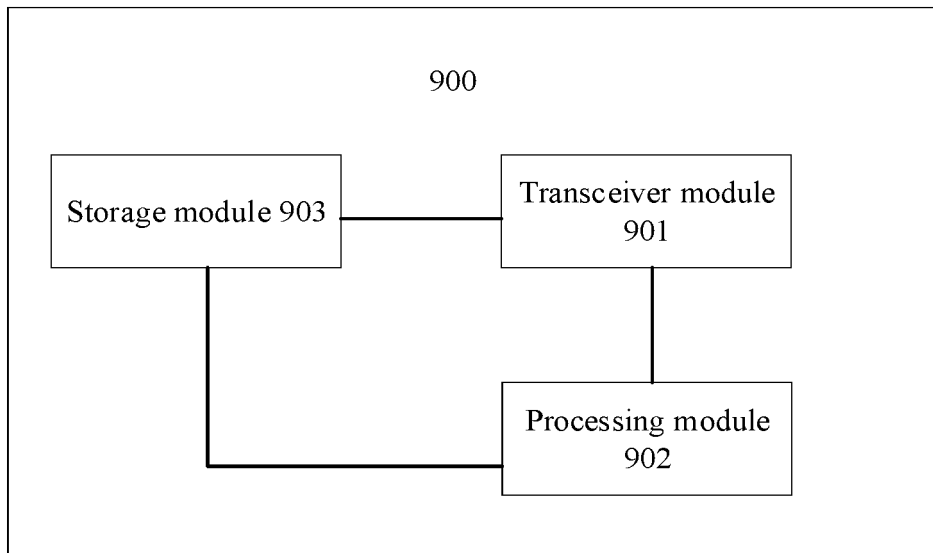 900
Storage module 903
Transceiver module
901
Processing module
902